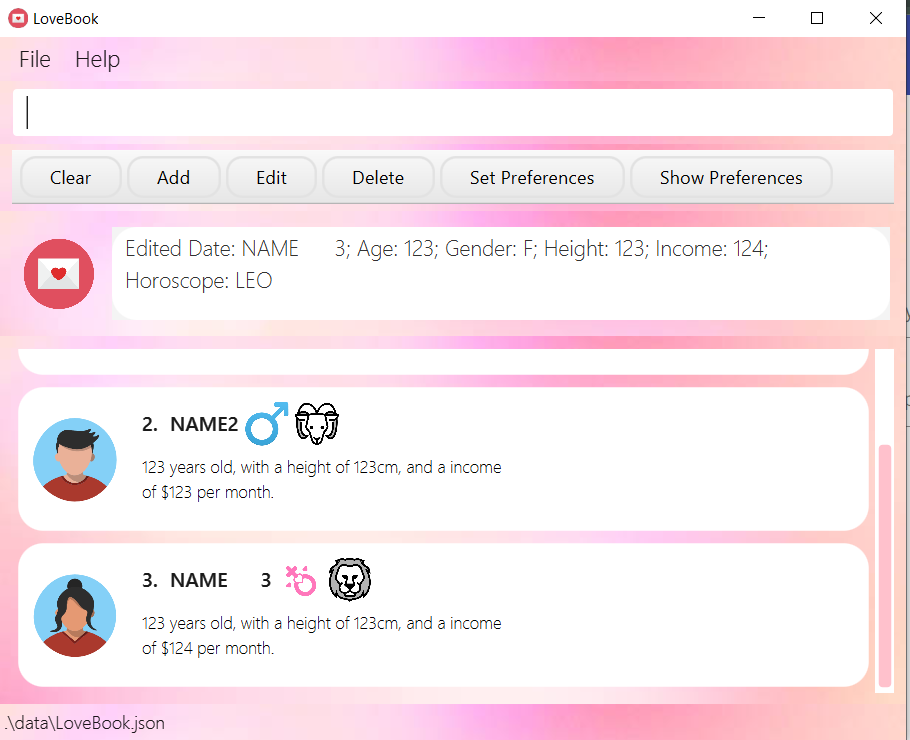 LoveBook
File Help
Clear Add Edit Delete Set Preferences Show Preferences
Edited Date: NAME      3; Age: 123; Gender: F; Height: 123; Income: 124;
Horoscope: LEO
2. NAME2
123 years old, with a height of 123cm, and a income
of $123 per month.
3. NAME      3
123 years old, with a height of 123cm, and a income
of $124 per month.
.\data\LoveBook.json